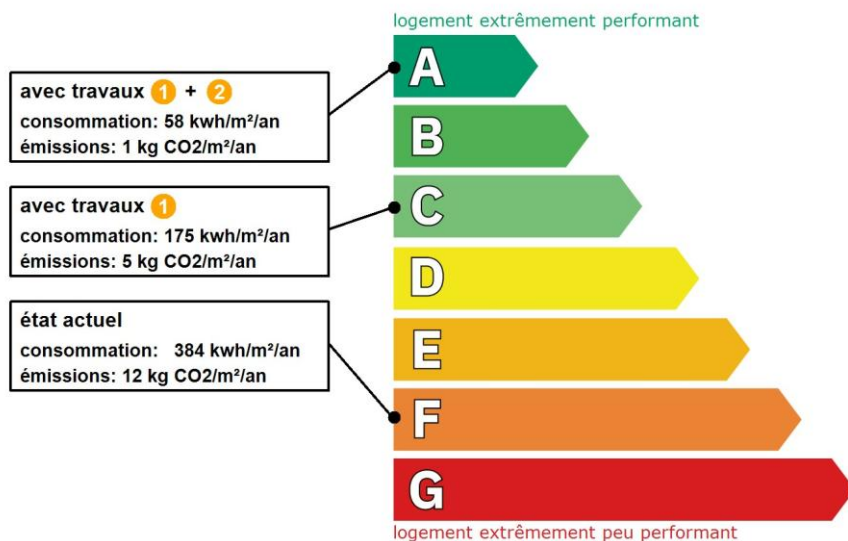 logement extrêmement performant
A
avec travaux 1 + 2
consommation: 58 kwh/m²/an
émissions: 1 kg CO2/m²/an
B
avec travaux 1
consommation: 175 kwh/m²/an
émissions: 5 kg CO2/m²/an
C
D
état actuel
consommation: 384 kwh/m²/an
émissions: 12 kg CO2/m²/an
E
F
G
logement extrêmement peu performant